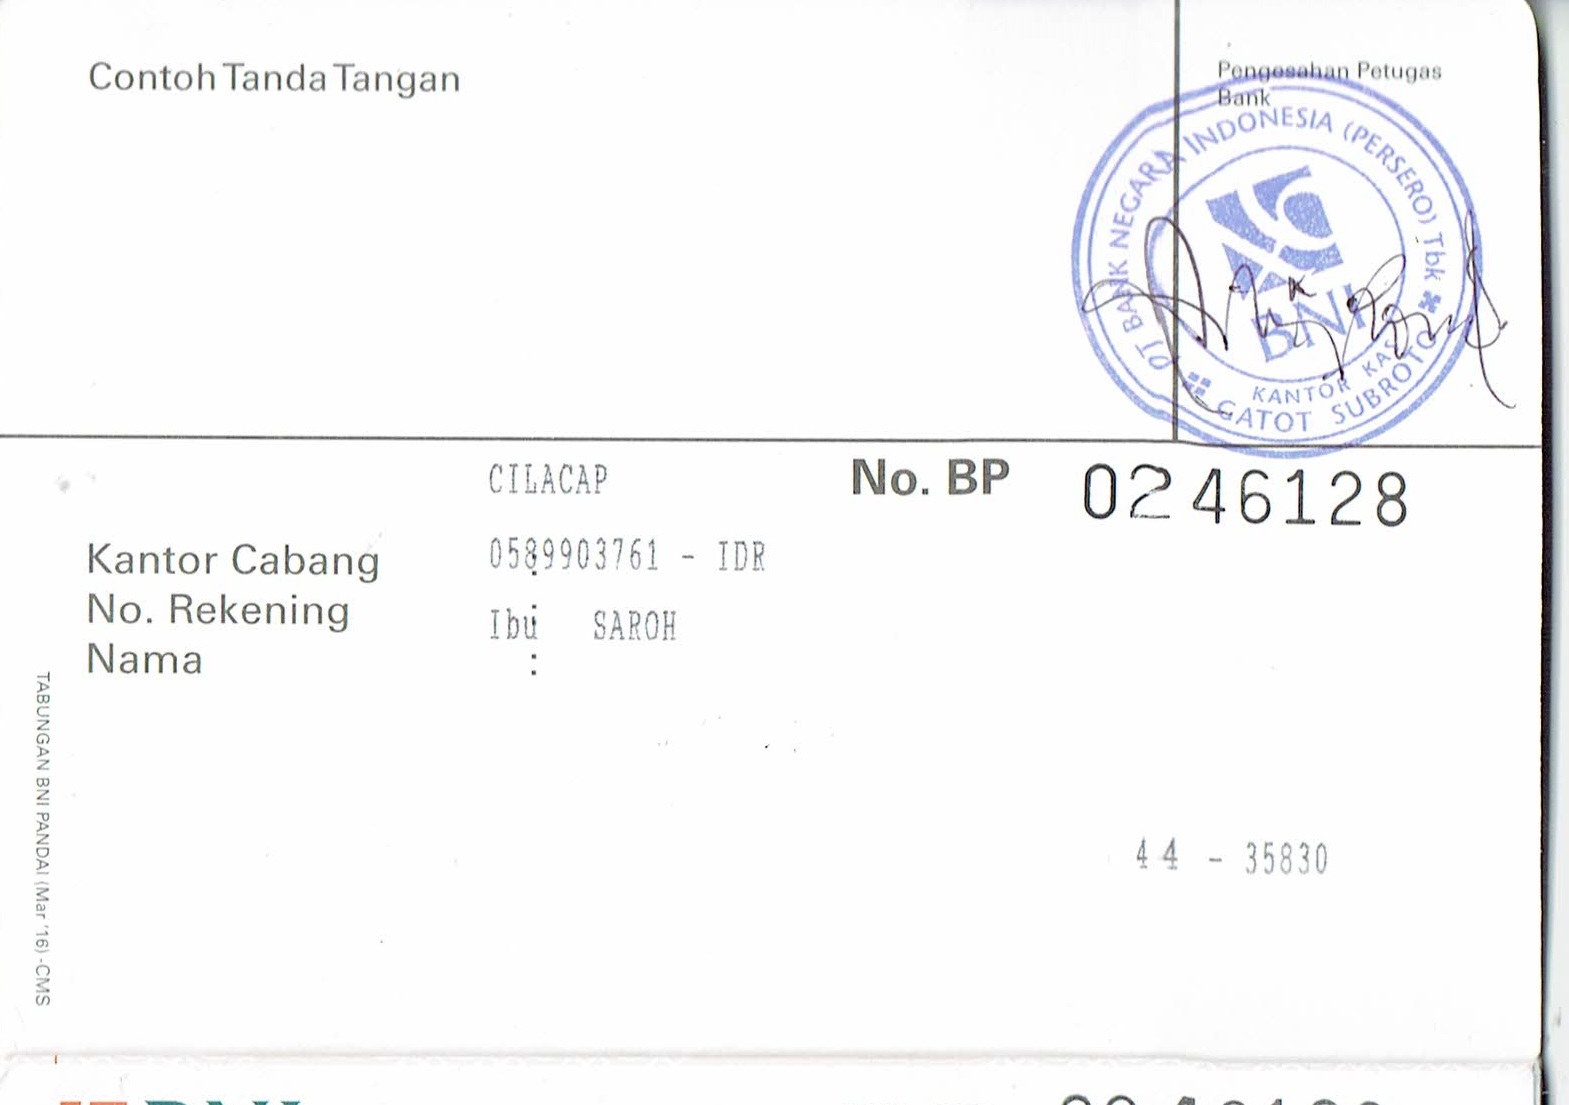 Contoh Tanda Tangan
Pengesahan Petugas
Bank
PT BANK NEGARA INDONESIA (PERSERO) Tbk
BNI
KANTOR KAS
GATOT SUBROTO
CILACAP
No. BP 0246128
Kantor Cabang
0589903761 - IDR
No. Rekening :
Ibu SAROH
Nama :
44 - 35830
TABUNGAN BNI PANDAI (Mar '16) -CMS